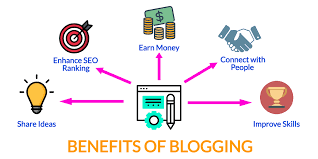 Earn Money
Enhance SEO
Ranking
Connect with
People
Share Ideas
Improve Skills
BENEFITS OF BLOGGING